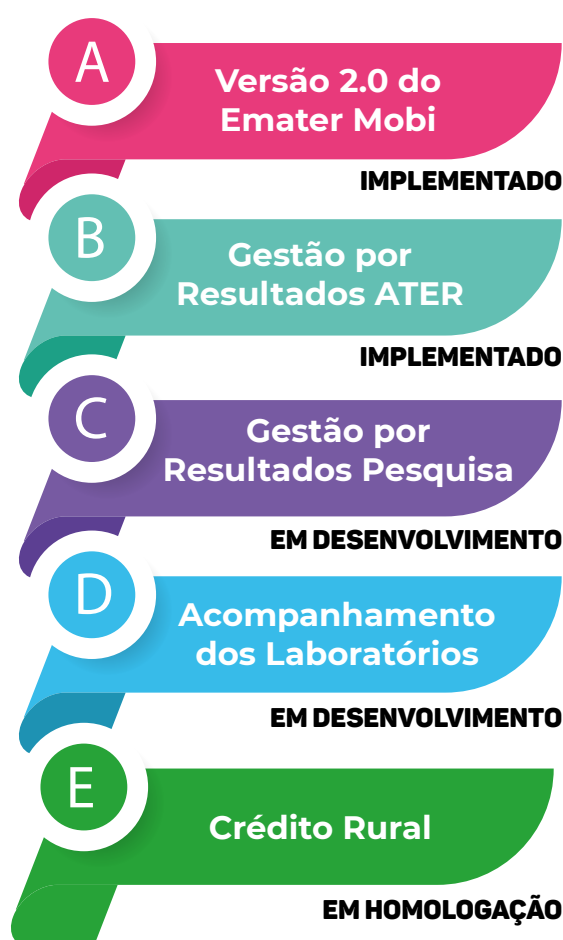 A
Versão 2.0 do
Emater Mobi
IMPLEMENTADO
B
Gestão por
Resultados ATER
IMPLEMENTADO
C
Gestão por
Resultados Pesquisa
EM DESENVOLVIMENTO
D
Acompanhamento
dos Laboratórios
EM DESENVOLVIMENTO
E
Crédito Rural
EM HOMOLOGAÇÃO